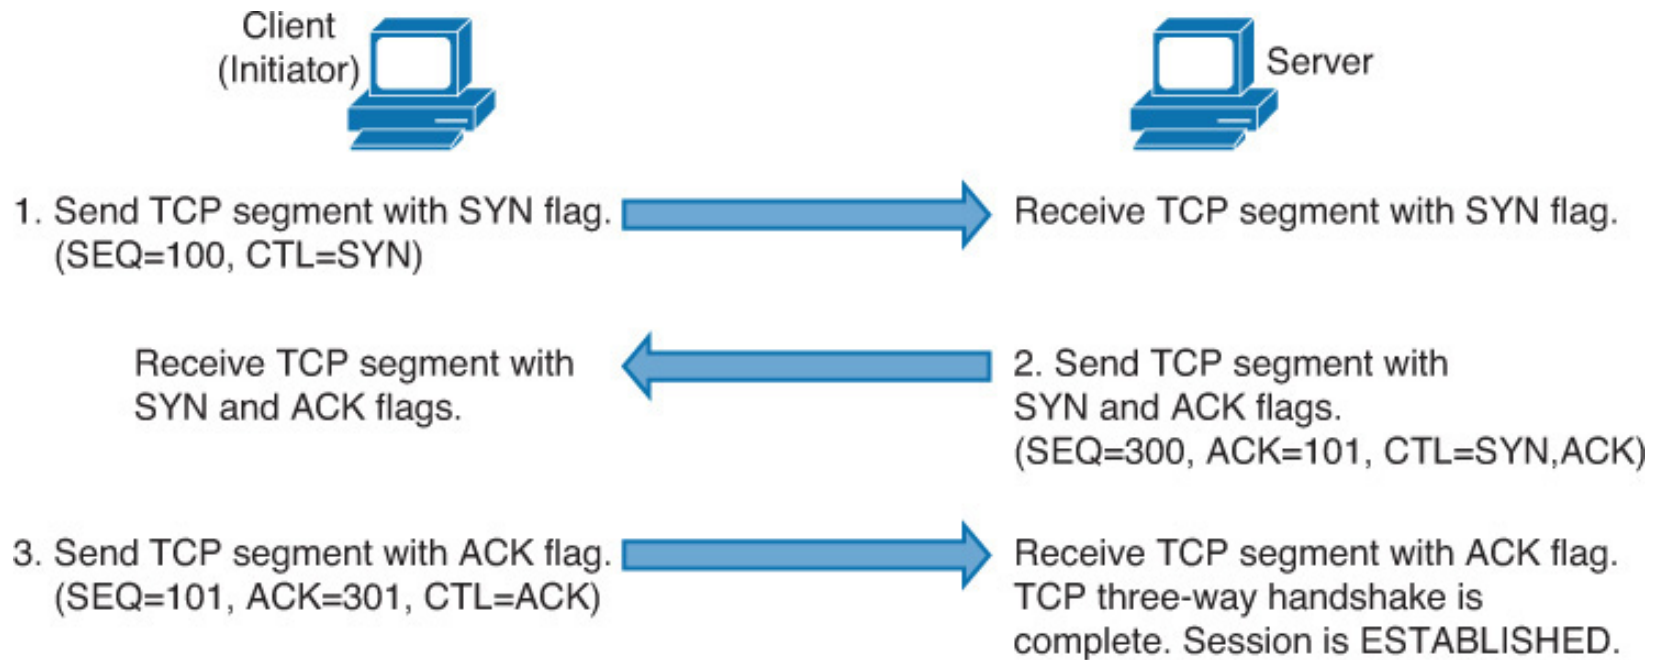 Client
(Initiator)
Server
1. Send TCP segment with SYN flag.
(SEQ=100, CTL=SYN)
Receive TCP segment with SYN flag.
Receive TCP segment with
SYN and ACK flags.
2. Send TCP segment with
SYN and ACK flags.
(SEQ=300, ACK=101, CTL=SYN,ACK)
3. Send TCP segment with ACK flag.
(SEQ=101, ACK=301, CTL=ACK)
Receive TCP segment with ACK flag.
TCP three-way handshake is
complete. Session is ESTABLISHED.